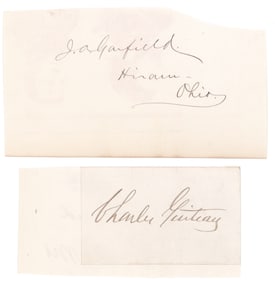 J. A. Garfield.
Hiram -
Ohio.
Charles Guiteau